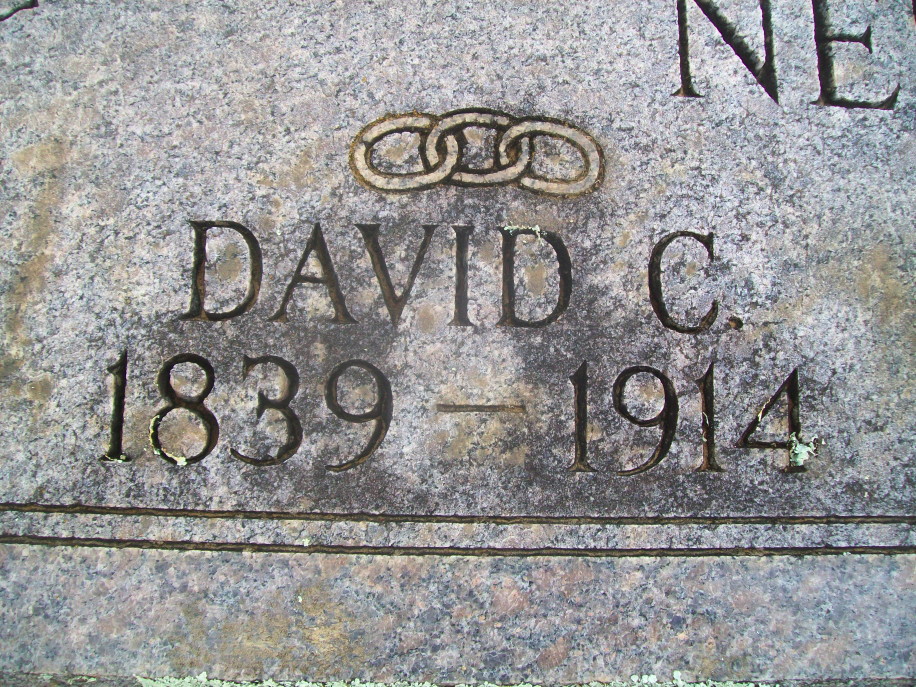 NE
DAVID C.
1839 – 1914